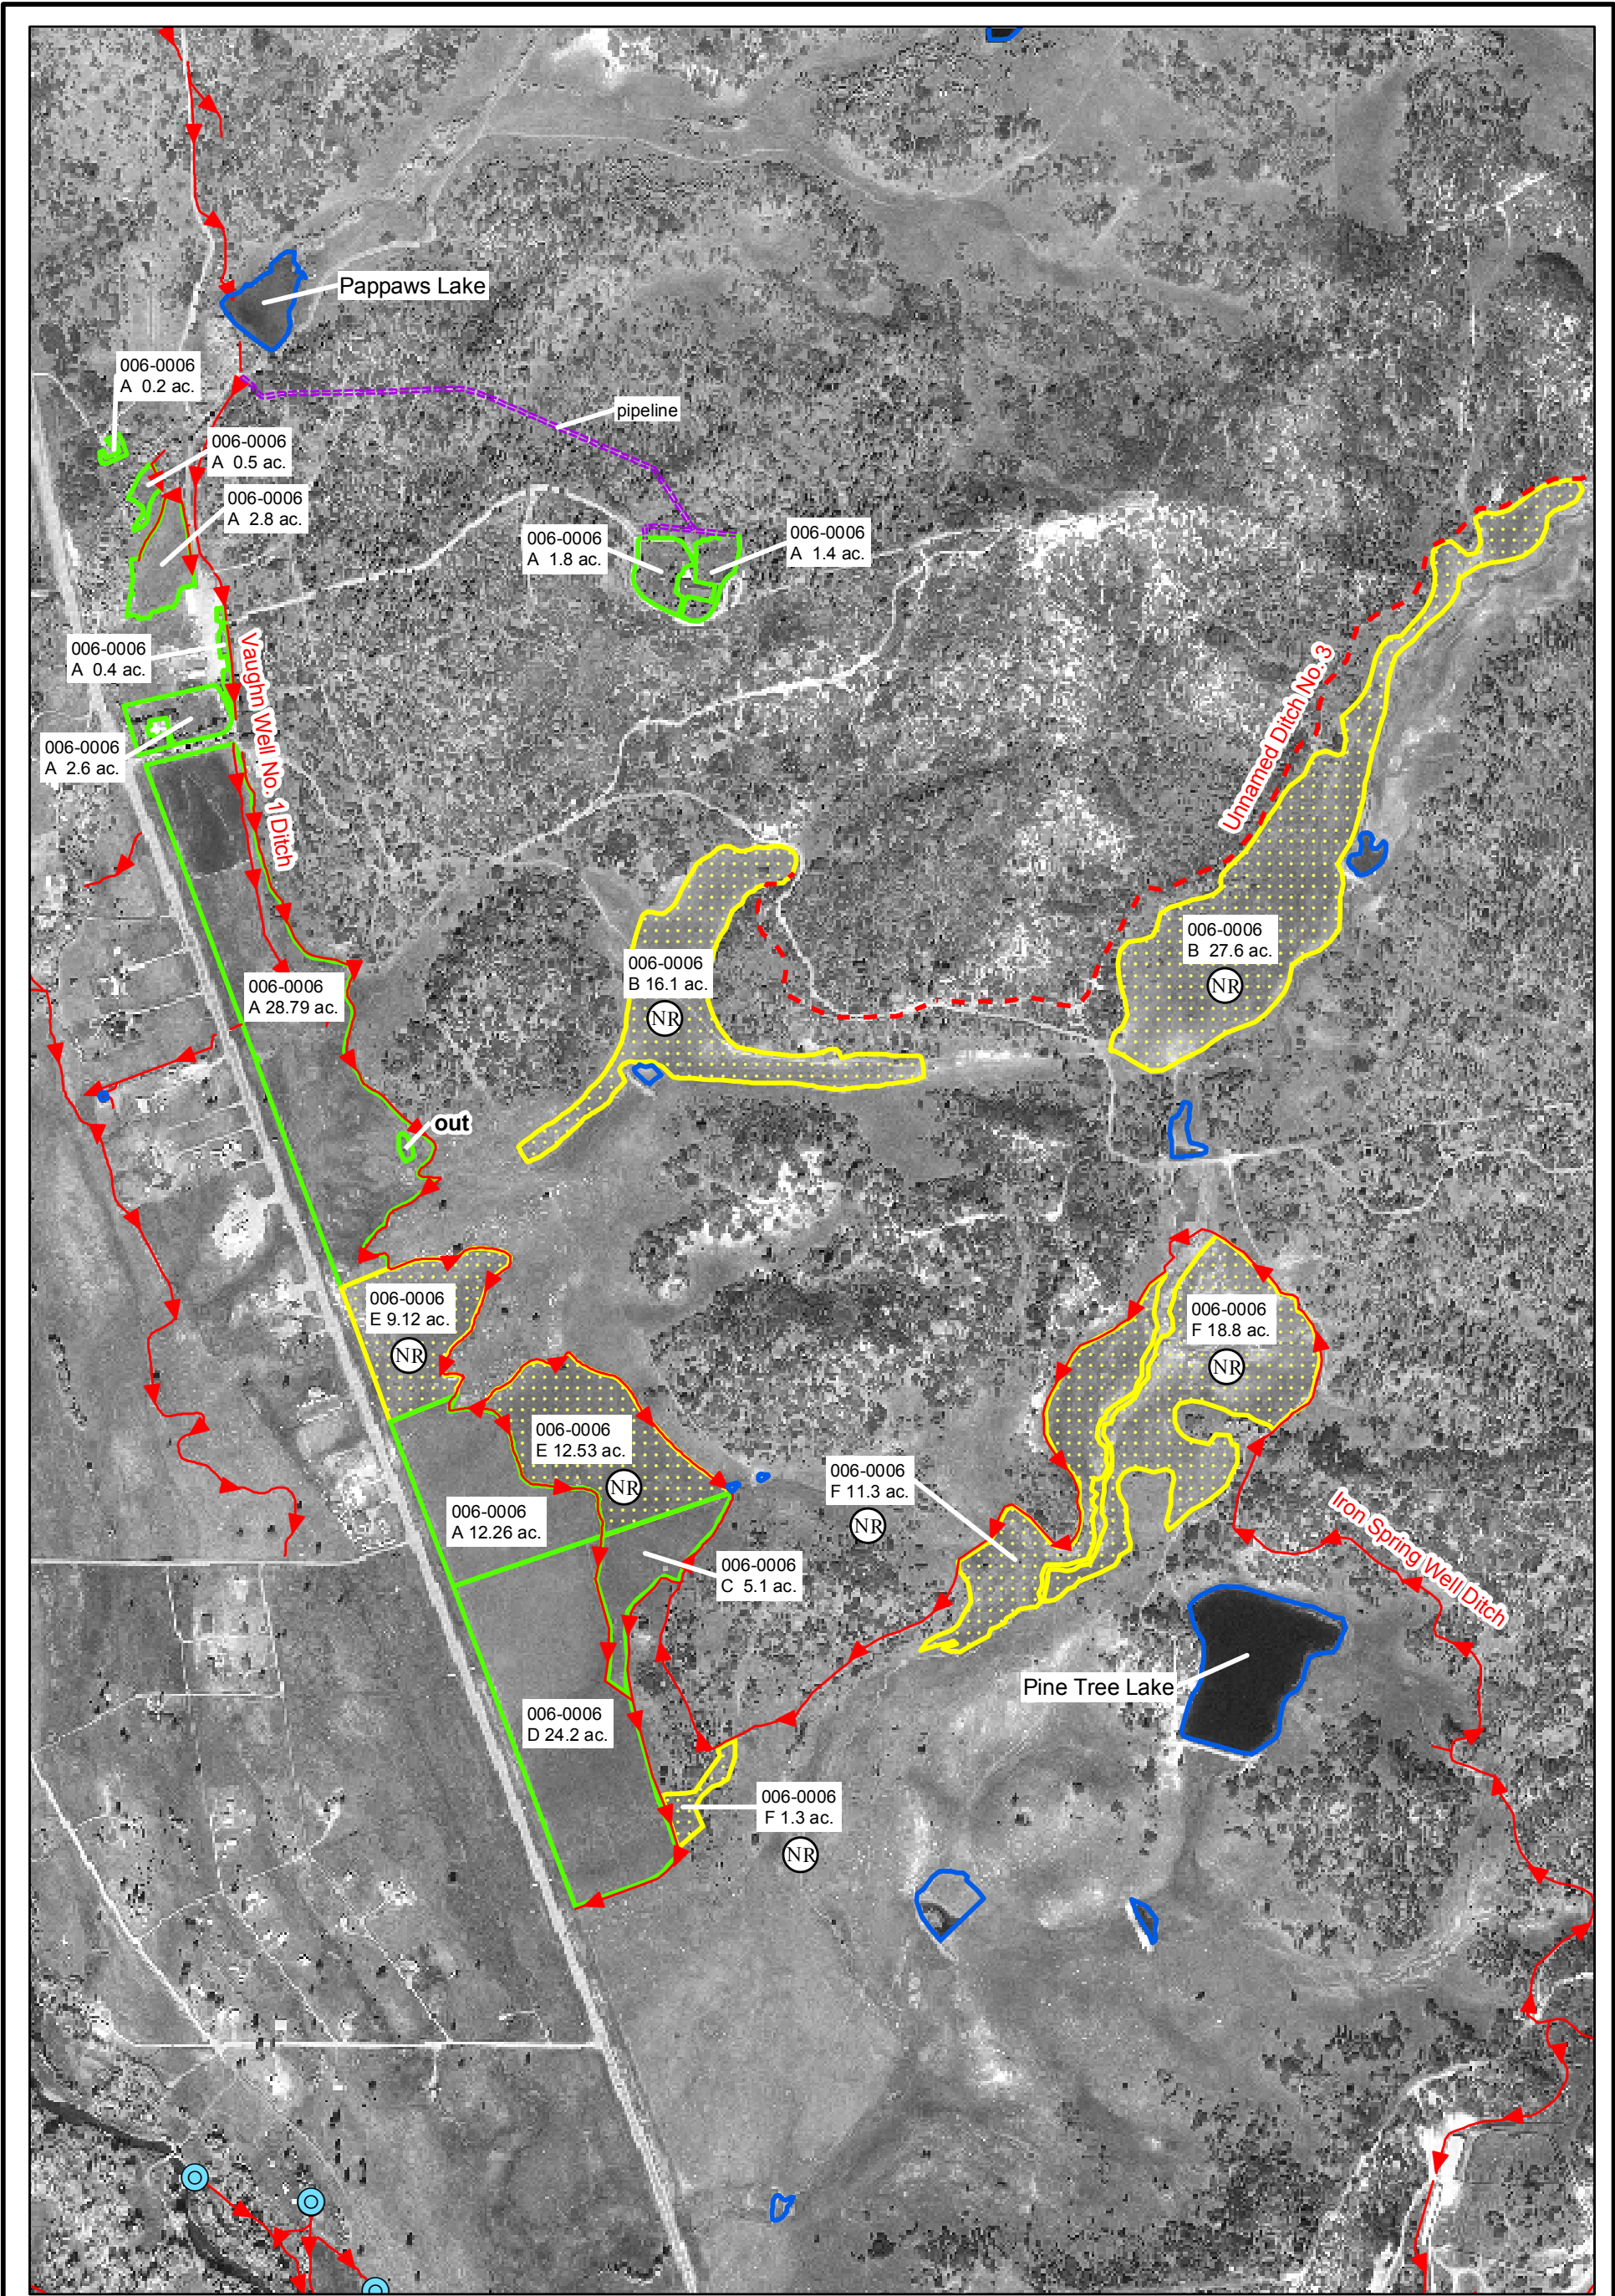 Pappaws Lake
006-0006
A 0.2 ac.
pipeline
006-0006
A 0.5 ac.
006-0006
A 2.8 ac.
006-0006
A 1.8 ac.
006-0006
A 1.4 ac.
006-0006
A 0.4 ac.
Vaughn Well No. 1 Ditch
Unnamed Ditch No. 3
006-0006
A 2.6 ac.
006-0006
B 27.6 ac.
NR
006-0006
B 16.1 ac.
NR
006-0006
A 28.79 ac.
out
006-0006
E 9.12 ac.
NR
006-0006
F 18.8 ac.
NR
006-0006
E 12.53 ac.
NR
006-0006
F 11.3 ac.
NR
006-0006
A 12.26 ac.
Iron Spring Well Ditch
006-0006
C 5.1 ac.
Pine Tree Lake
006-0006
D 24.2 ac.
006-0006
F 1.3 ac.
NR